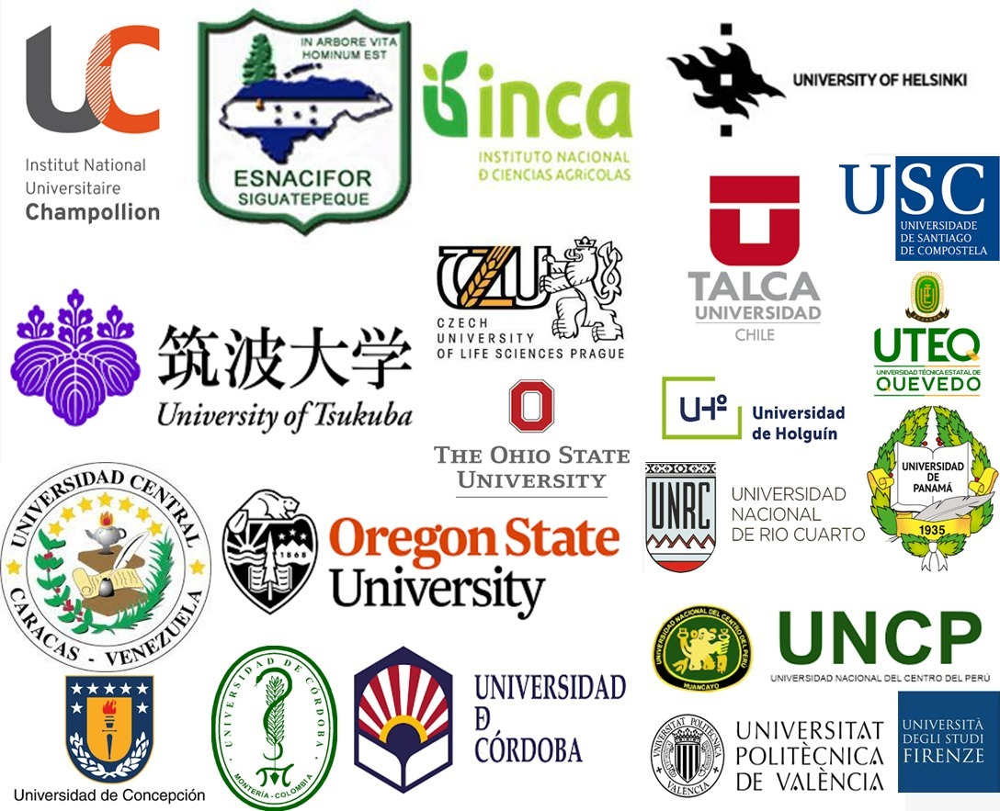 UC
Institut National
Universitaire
Champollion
IN ARBORE VITA
HOMINUM EST
ESNACIFOR
SIGUATEPEQUE
inca
INSTITUTO NACIONAL
Ð CIENCIAS AGRÍCOLAS
UNIVERSITY OF HELSINKI
USC
UNIVERSIDADE
DE SANTIAGO
DE COMPOSTELA
TALCA
UNIVERSIDAD
CHILE
CZU
CZECH
UNIVERSITY
OF LIFE SCIENCES PRAGUE
筑波大学
University of Tsukuba
UTEQ
UNIVERSIDAD TÉCNICA ESTATAL DE
QUEVEDO
O
THE OHIO STATE
UNIVERSITY
UHº
Universidad
de Holguín
UNIVERSIDAD
DE
PANAMÁ
1935
UNRC
UNIVERSIDAD
NACIONAL
DE RIO CUARTO
UNIVERSIDAD CENTRAL
CARACAS - VENEZUELA
1868
Oregon State
University
UNIVERSIDAD NACIONAL DEL CENTRO DEL PERU
HUANCAYO
UNCP
UNIVERSIDAD NACIONAL DEL CENTRO DEL PERÚ
Universidad de Concepción
UNIVERSIDAD DE CÓRDOBA
MONTERÍA-COLOMBIA
UNIVERSIDAD
Ð
CÓRDOBA
UNIVERSITAT POLITÈCNICA
VALÈNCIA
UNIVERSITAT
POLITÈCNICA
DE VALÈNCIA
UNIVERSITÀ
DEGLI STUDI
FIRENZE